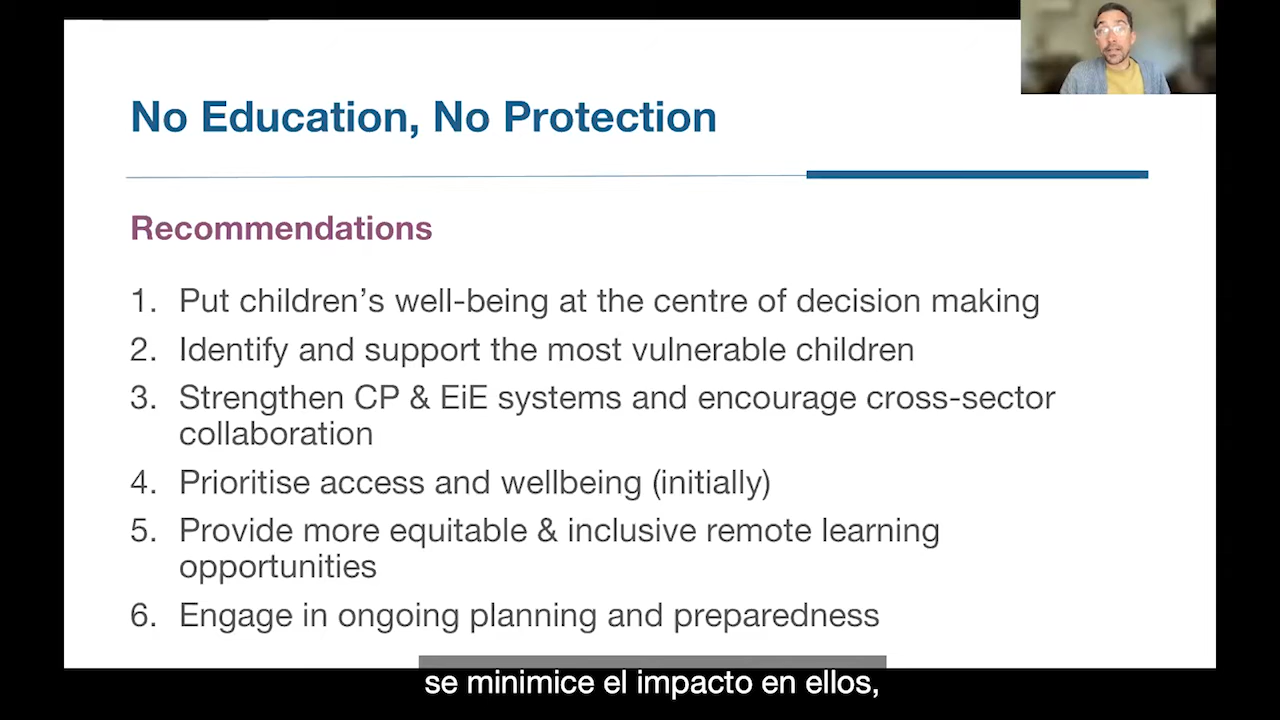 No Education, No Protection
Recommendations
1. Put children’s well-being at the centre of decision making
2. Identify and support the most vulnerable children
3. Strengthen CP & EiE systems and encourage cross-sector
collaboration
4. Prioritise access and wellbeing (initially)
5. Provide more equitable & inclusive remote learning
opportunities
6. Engage in ongoing planning and preparedness
se minimice el impacto en ellos,